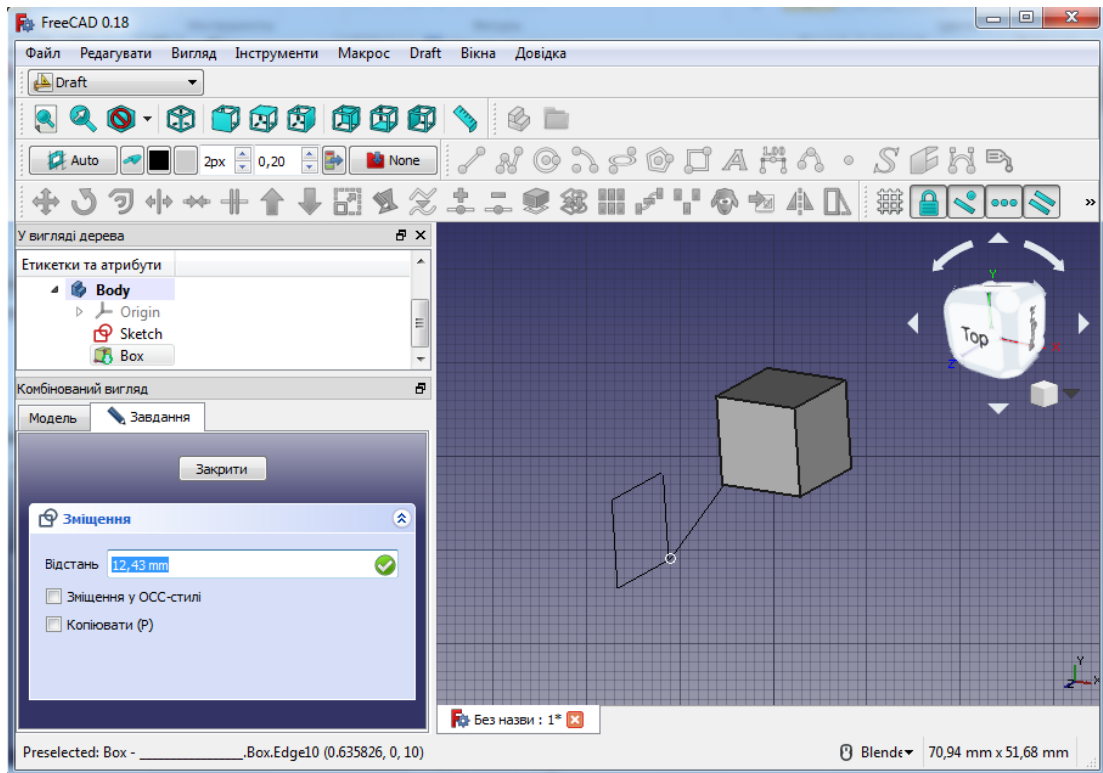 FreeCAD 0.18
Файл Редагувати Вигляд Інструменти Макрос Draft Вікна Довідка
Draft
Auto 2px 0,20 None A 1.00 S
У вигляді дерева
Етикетки та атрибути
Body
Origin
Sketch
Box
Комбінований вигляд
Модель Завдання
Закрити
Зміщення
Відстань 12,43 mm
Зміщення у OCC-стилі
Копіювати (P)
Y
Top
X
Z
Y
Z X
Без назви : 1*
Preselected: Box - ________________.Box.Edge10 (0.635826, 0, 10) Blende 70,94 mm x 51,68 mm